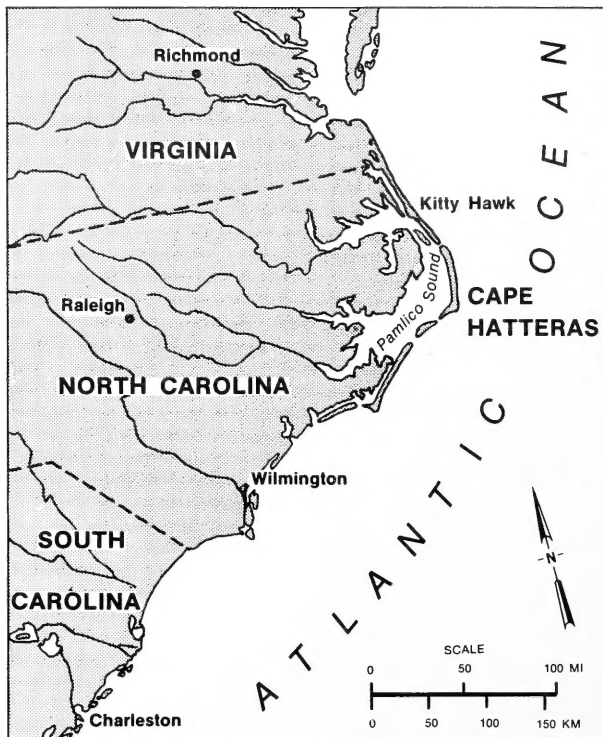 Richmond
VIRGINIA
Kitty Hawk
Pamlico Sound
CAPE
HATTERAS
Raleigh
NORTH CAROLINA
Wilmington
SOUTH
CAROLINA
Charleston
ATLANTIC OCEAN
N
SCALE
0 50 100 MI
0 50 100 150 KM